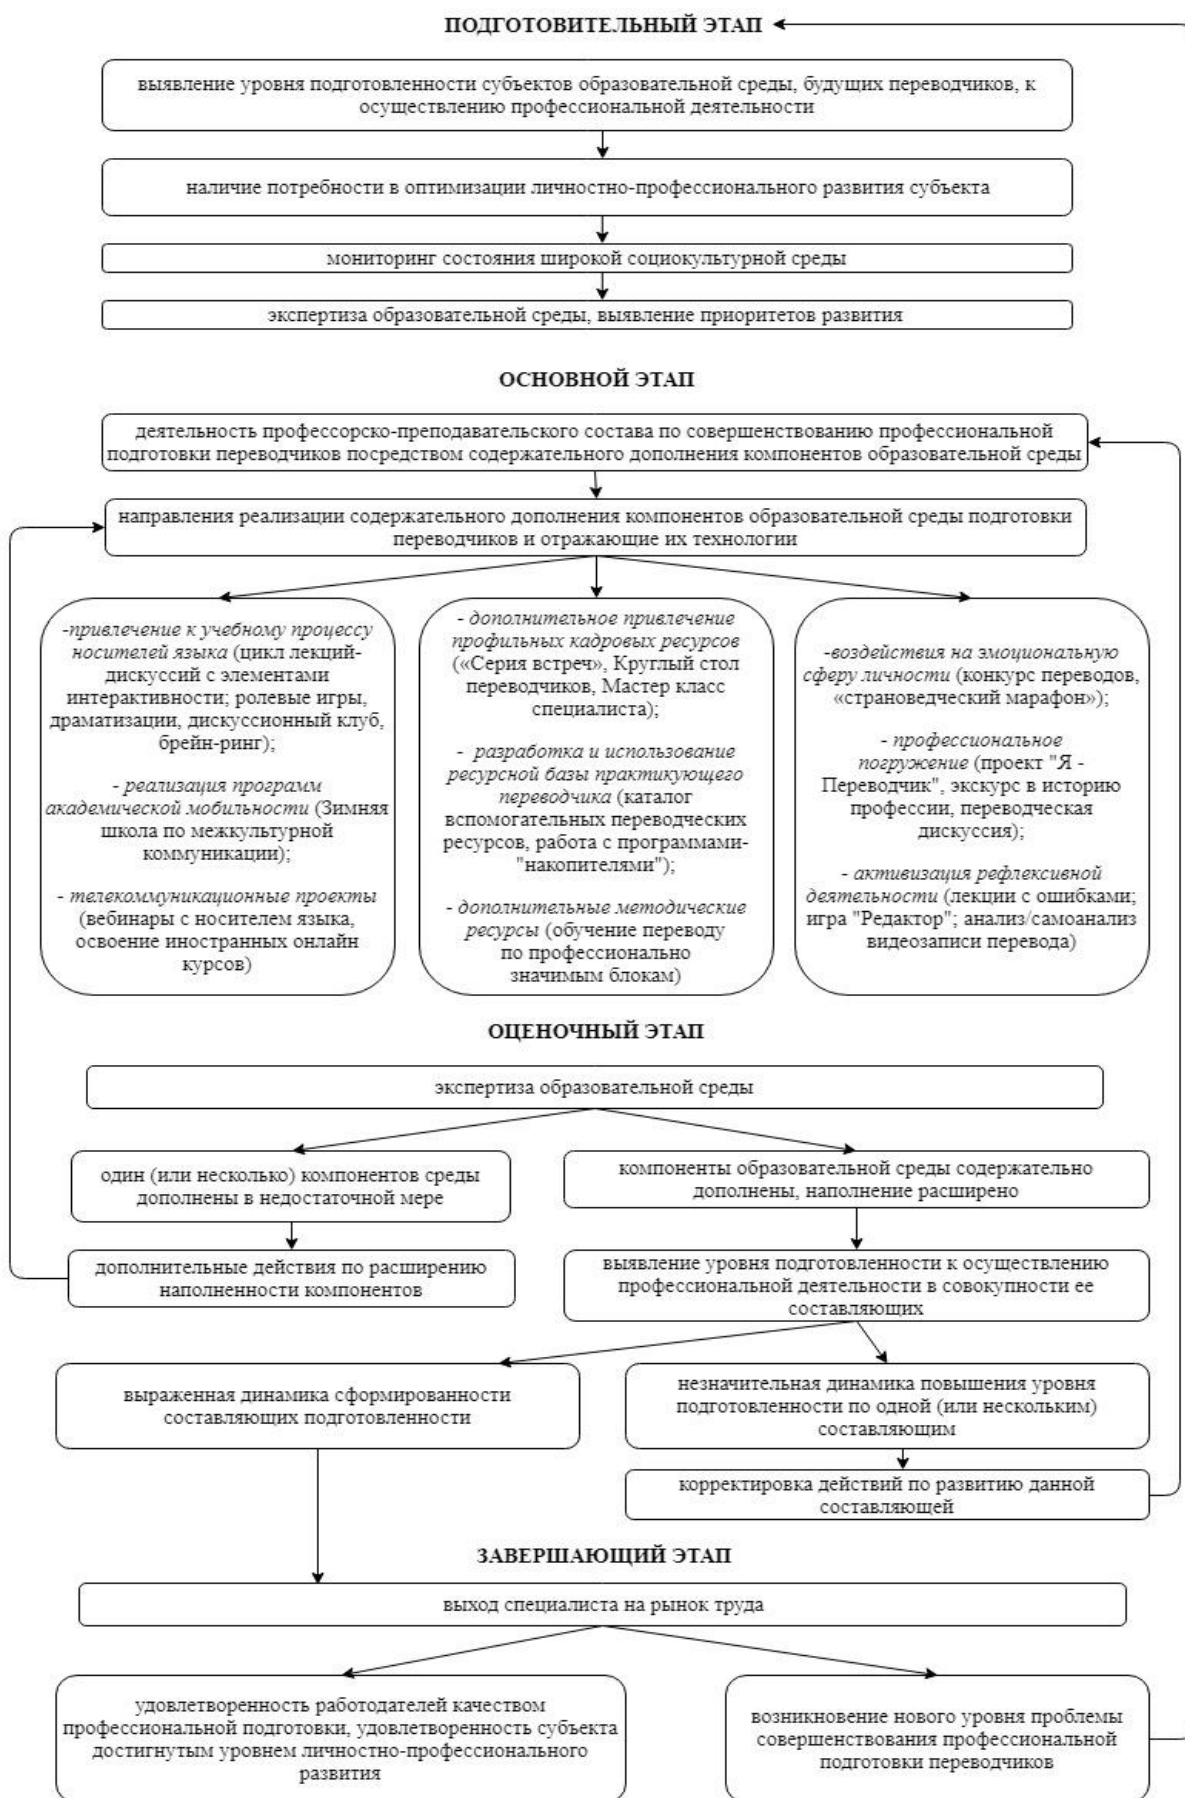 ПОДГОТОВИТЕЛЬНЫЙ ЭТАП
выявление уровня подготовленности субъектов образовательной среды, будущих переводчиков, к
осуществлению профессиональной деятельности
наличие потребности в оптимизации личностно-профессионального развития субъекта
мониторинг состояния широкой социокультурной среды
экспертиза образовательной среды, выявление приоритетов развития
ОСНОВНОЙ ЭТАП
деятельность профессорско-преподавательского состава по совершенствованию профессиональной
подготовки переводчиков посредством содержательного дополнения компонентов образовательной среды
направления реализации содержательного дополнения компонентов образовательной среды подготовки
переводчиков и отражающие их технологии
-привлечение к учебному процессу
носителей языка (цикл лекций-
дискуссий с элементами
интерактивности; ролевые игры,
драматизации, дискуссионный клуб,
брейн-ринг);
- реализация программ
академической мобильности (Зимняя
школа по межкультурной
коммуникации);
- телекоммуникационные проекты
(вебинары с носителем языка,
освоение иностранных онлайн
курсов)
- дополнительное привлечение
профильных кадровых ресурсов
(«Серия встреч», Круглый стол
переводчиков, Мастер класс
специалиста);
- разработка и использование
ресурсной базы практикующего
переводчика (каталог
вспомогательных переводческих
ресурсов, работа с программами-
"накопителями");
- дополнительные методические
ресурсы (обучение переводу
по профессионально
значимым блокам)
-воздействия на эмоциональную
сферу личности (конкурс переводов,
«страноведческий марафон»);
- профессиональное
погружение (проект "Я -
Переводчик", экскурс в историю
профессии, переводческая
дискуссия);
- активизация рефлексивной
деятельности (лекции с ошибками;
игра "Редактор"; анализ/самоанализ
видеозаписи перевода)
ОЦЕНОЧНЫЙ ЭТАП
экспертиза образовательной среды
один (или несколько) компонентов среды
дополнены в недостаточной мере
компоненты образовательной среды содержательно
дополнены, наполнение расширено
дополнительные действия по расширению
наполненности компонентов
выявление уровня подготовленности к осуществлению
профессиональной деятельности в совокупности ее
составляющих
выраженная динамика сформированности
составляющих подготовленности
незначительная динамика повышения уровня
подготовленности по одной (или нескольким)
составляющим
корректировка действий по развитию данной
составляющей
ЗАВЕРШАЮЩИЙ ЭТАП
выход специалиста на рынок труда
удовлетворенность работодателей качеством
профессиональной подготовки, удовлетворенность субъекта
достигнутым уровнем личностно-профессионального
развития
возникновение нового уровня проблемы
совершенствования профессиональной
подготовки переводчиков